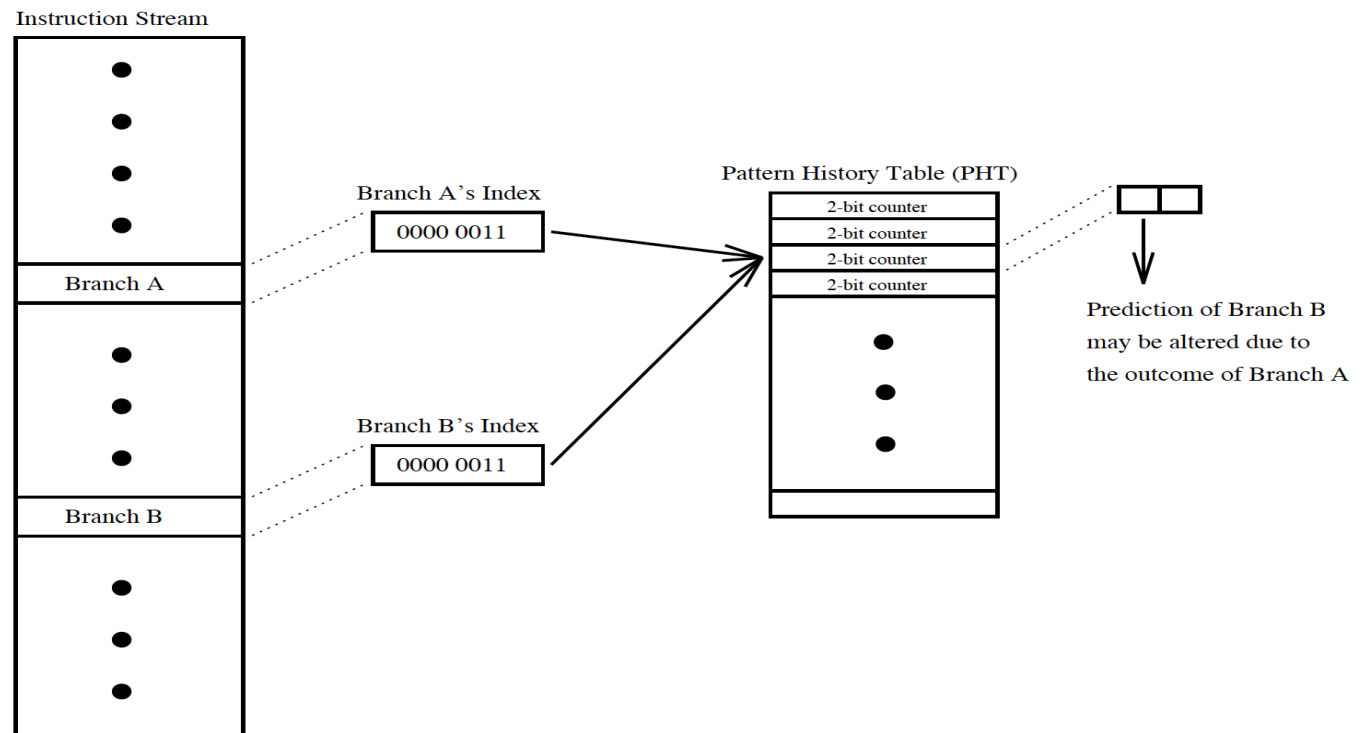 Instruction Stream
Branch A
Branch B
Branch A’s Index
0000 0011
Branch B’s Index
0000 0011
Pattern History Table (PHT)
2-bit counter
2-bit counter
2-bit counter
2-bit counter
Prediction of Branch B
may be altered due to
the outcome of Branch A